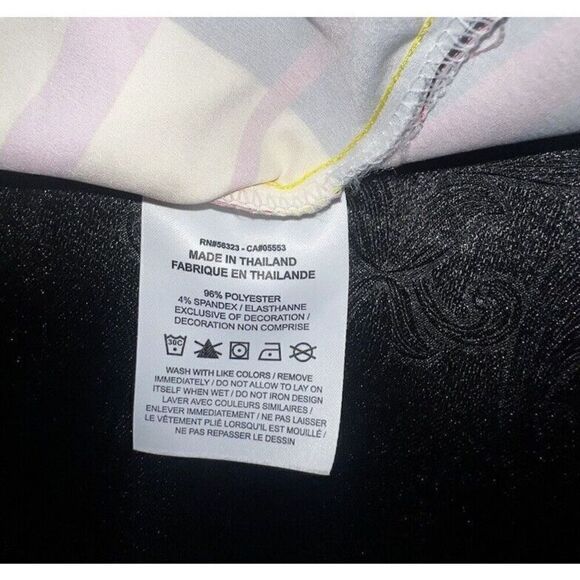 RN#56323 - CA#05553
MADE IN THAILAND
FABRIQUE EN THAILANDE
96% POLYESTER
4% SPANDEX / ELASTHANNE
EXCLUSIVE OF DECORATION /
DECORATION NON COMPRISE
30C
WASH WITH LIKE COLORS / REMOVE
IMMEDIATELY / DO NOT ALLOW TO LAY ON
ITSELF WHEN WET / DO NOT IRON DESIGN
LAVER AVEC COULEURS SIMILAIRES /
ENLEVER IMMEDIATEMENT / NE PAS LAISSER
LE VÊTEMENT PLIÉ LORSQU'IL EST MOUILLÉ /
NE PAS REPASSER LE DESSIN